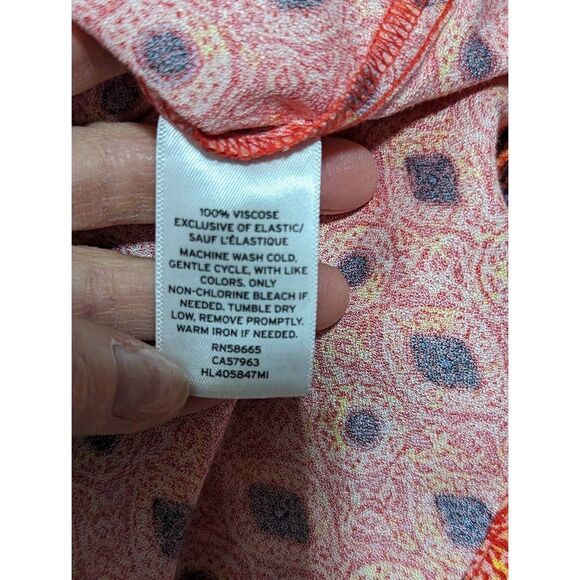 100% VISCOSE
EXCLUSIVE OF ELASTIC/
SAUF L'ÉLASTIQUE
MACHINE WASH COLD,
GENTLE CYCLE, WITH LIKE
COLORS. ONLY
NON-CHLORINE BLEACH IF
NEEDED. TUMBLE DRY
LOW, REMOVE PROMPTLY.
WARM IRON IF NEEDED.
RN58665
CA57963
HL405847MI